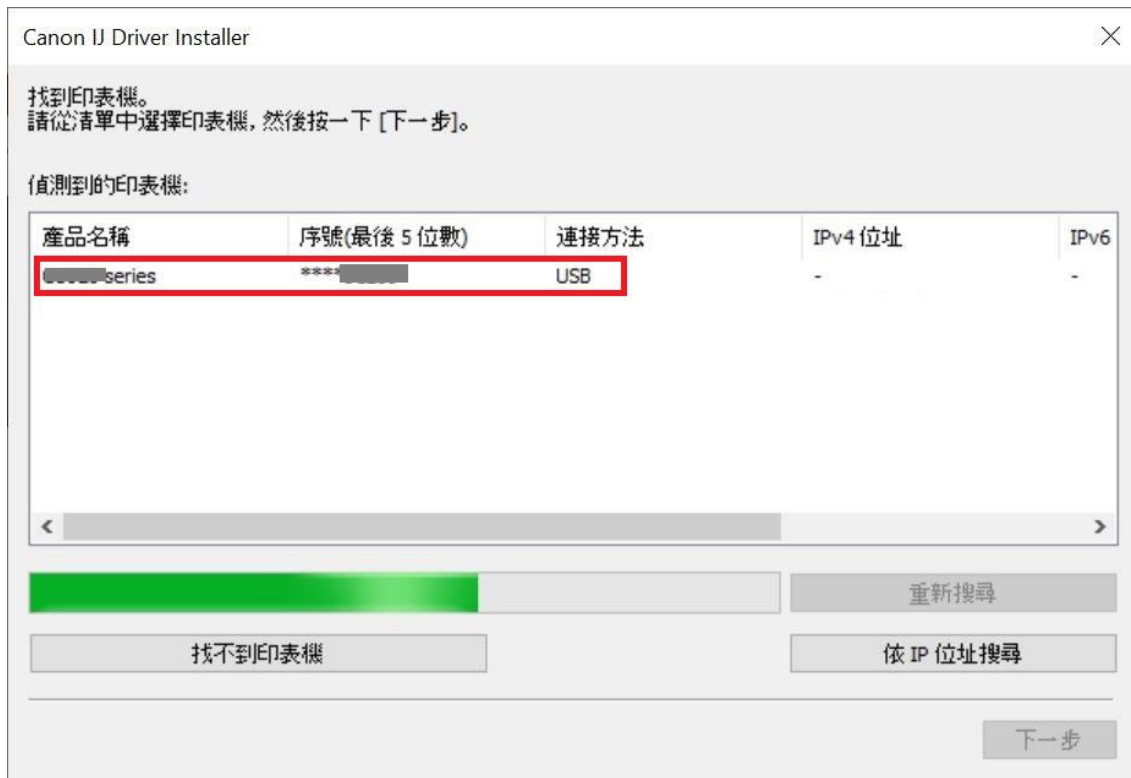 Canon IJ Driver Installer
找到印表機。
請從清單中選擇印表機, 然後按一下 [下一步]。
偵測到的印表機:
產品名稱 序號(最後 5 位數) 連接方法 IPv4 位址 IPv6
series **** USB - -
重新搜尋
找不到印表機 依 IP 位址搜尋
下一步